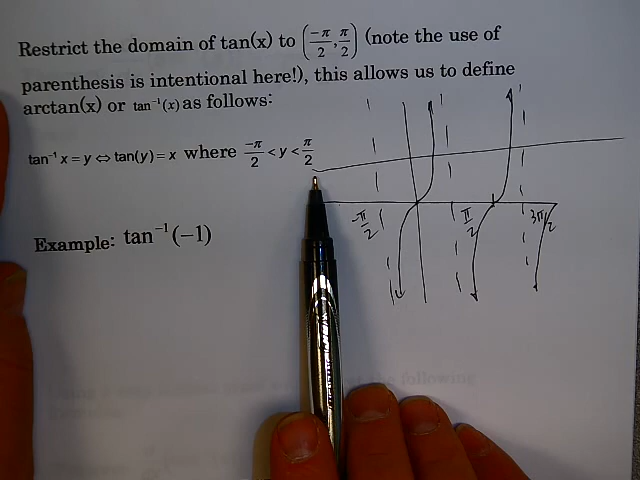 Restrict the domain of tan(x) to (-π/2, π/2) (note the use of
parenthesis is intentional here!), this allows us to define
arctan(x) or tan⁻¹(x) as follows:
tan⁻¹ x = y ⇔ tan(y) = x where -π/2 < y < π/2
-π/2 π/2 3π/2
Example: tan⁻¹(−1)